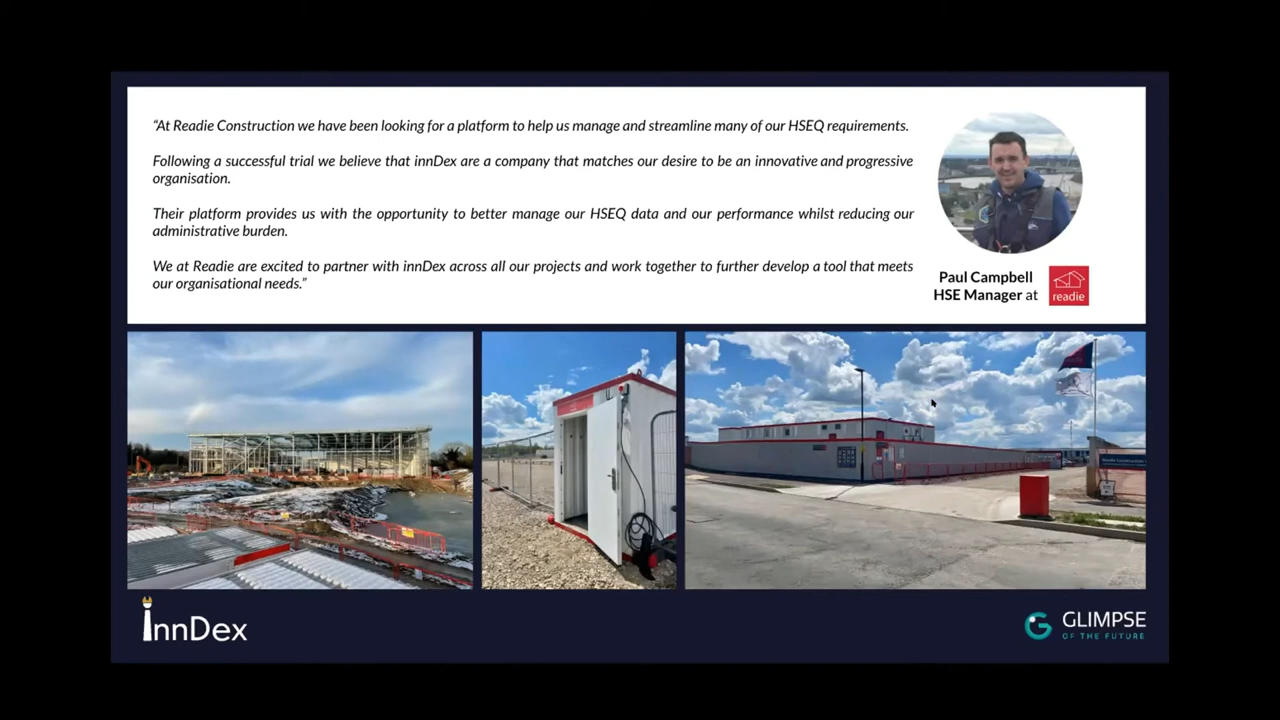 “At Readie Construction we have been looking for a platform to help us manage and streamline many of our HSEQ requirements.
Following a successful trial we believe that innDex are a company that matches our desire to be an innovative and progressive
organisation.
Their platform provides us with the opportunity to better manage our HSEQ data and our performance whilst reducing our
administrative burden.
We at Readie are excited to partner with innDex across all our projects and work together to further develop a tool that meets
our organisational needs.”
Paul Campbell
HSE Manager at
readie
Readie Construction
innDex
GLIMPSE
OF THE FUTURE